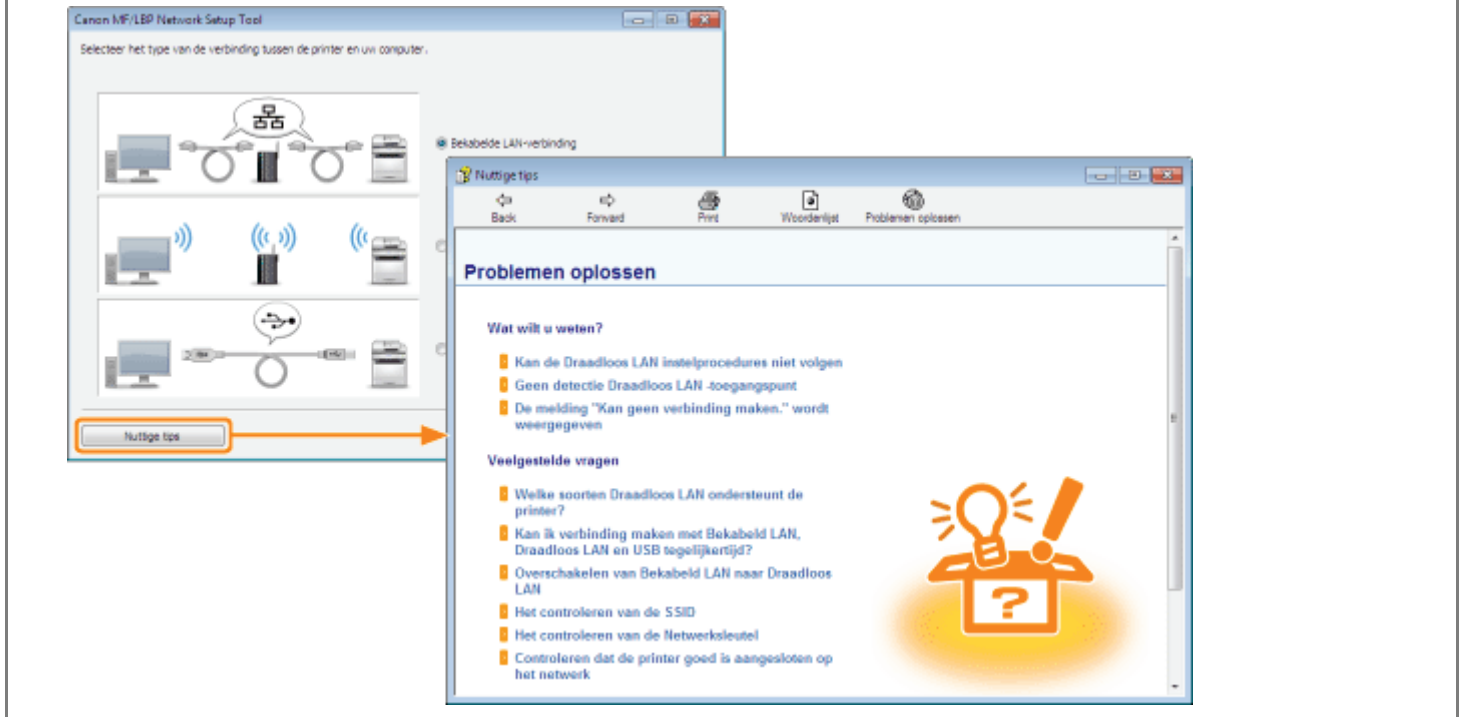 Canon MF/LBP Network Setup Tool
Selecteer het type van de verbinding tussen de printer en uw computer.
Bekabelde LAN-verbinding
Nuttige tips
Nuttige tips
Back
Forward
Print
Woordenlijst
Problemen oplossen
Problemen oplossen
Wat wilt u weten?
Kan de Draadloos LAN instelprocedures niet volgen
Geen detectie Draadloos LAN -toegangspunt
De melding "Kan geen verbinding maken." wordt
weergegeven
Veelgestelde vragen
Welke soorten Draadloos LAN ondersteunt de
printer?
Kan ik verbinding maken met Bekabeld LAN,
Draadloos LAN en USB tegelijkertijd?
Overschakelen van Bekabeld LAN naar Draadloos
LAN
Het controleren van de SSID
Het controleren van de Netwerksleutel
Controleren dat de printer goed is aangesloten op
het netwerk
?